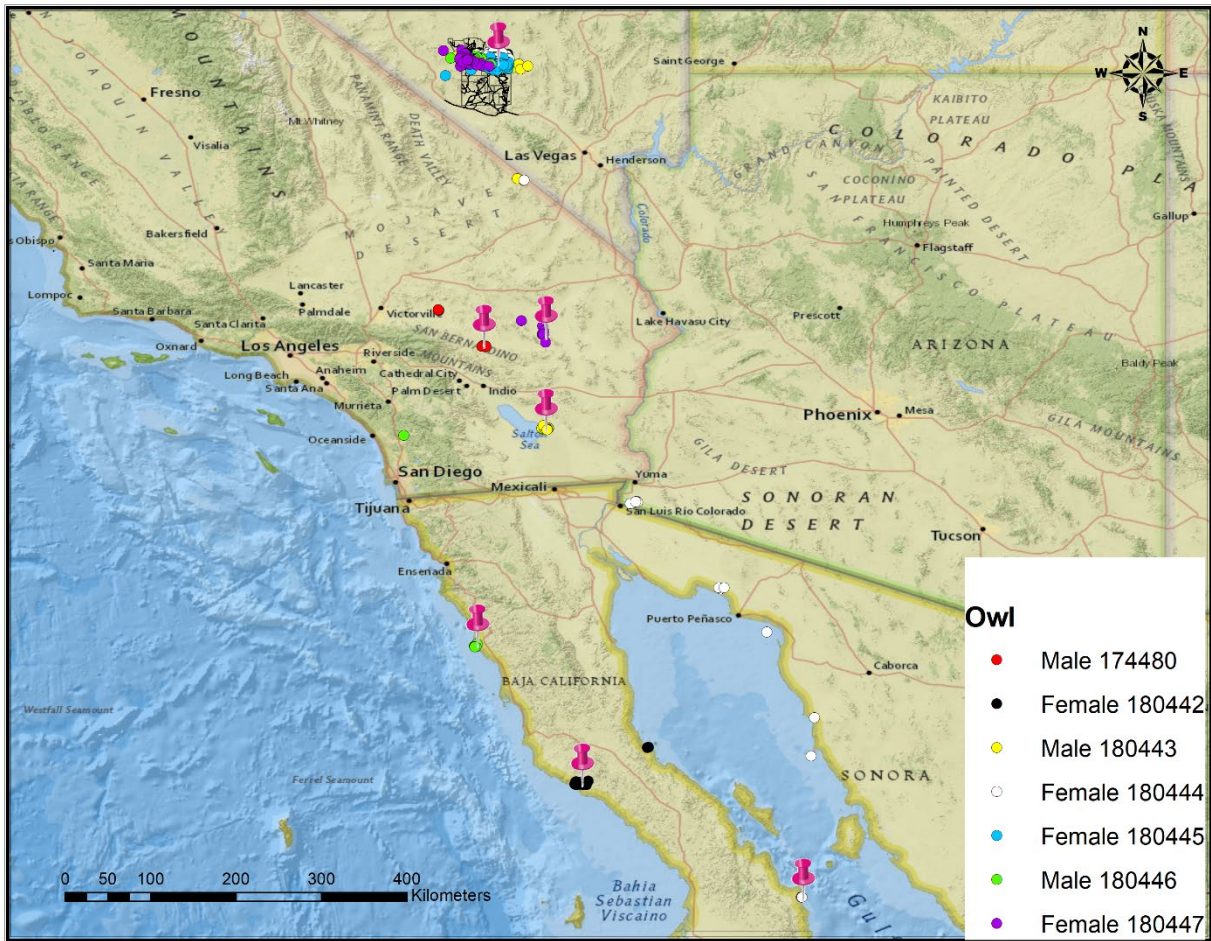 N
W E
S
Saint George
Fresno
Mt Whitney
Visalia
JOAQUIN VALLEY
MOUNTAINS
PANAMINT RANGE
DEATH VALLEY
KAIBITO PLATEAU
COLORADO PLA
GRAND CANYON
PAINTED DESERT
COCONINO PLATEAU
SAN FRANCISCO PLATEAU
Las Vegas
Henderson
Colorado
MOJAVE DESERT
Bakersfield
Humphreys Peak
Flagstaff
Gallup
s Obispo
Santa Maria
Lompoc
Santa Barbara
Lancaster
Palmdale
Victorville
Santa Clarita
Oxnard
Los Angeles
SAN BERNARDINO MOUNTAINS
Lake Havasu City
Prescott
ARIZONA
Baldy Peak
Riverside
Long Beach
Anaheim
Santa Ana
Cathedral City
Palm Desert
Indio
Murrieta
Phoenix
Mesa
GILA MOUNTAINS
Oceanside
Salton Sea
GILA DESERT
San Diego
Mexicali
Yuma
Tijuana
San Luis Río Colorado
SONORAN DESERT
Tucson
Ensenada
Puerto Peñasco
Caborca
BAJA CALIFORNIA
Westfall Seamount
Ferrel Seamount
SONORA
Bahia Sebastian Viscaino
Gul
0 50 100 200 300 400
Kilometers
Owl
Male 174480
Female 180442
Male 180443
Female 180444
Female 180445
Male 180446
Female 180447